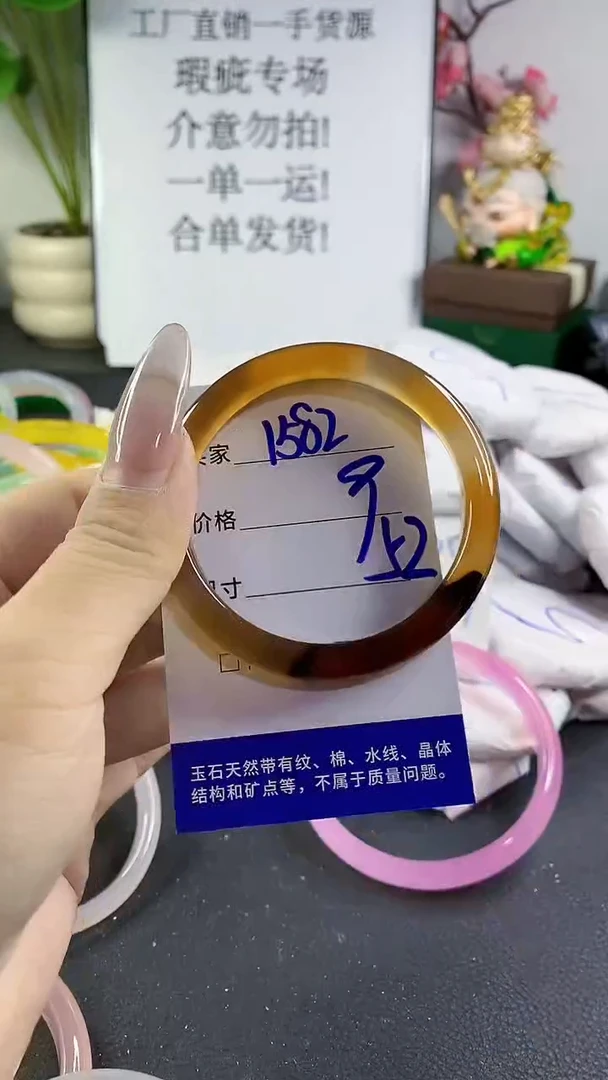 工厂直销一手货源
瑕疵专场
介意勿拍!
一单一运!
合单发货!
家 1582
价格
寸
玉石天然带有纹、棉、水线、晶体
结构和矿点等，不属于质量问题。